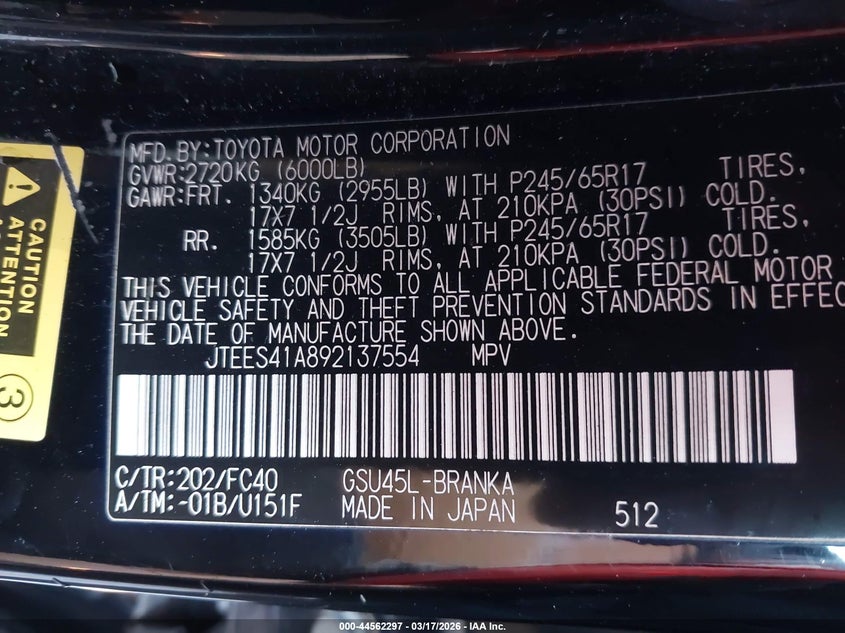 MFD.BY:TOYOTA MOTOR CORPORATION
GVWR:2720KG (6000LB)
GAWR:FRT. 1340KG (2955LB) WITH P245/65R17 TIRES,
17X7 1/2J RIMS, AT 210KPA (30PSI) COLD.
RR. 1585KG (3505LB) WITH P245/65R17 TIRES,
17X7 1/2J RIMS, AT 210KPA (30PSI) COLD.
THIS VEHICLE CONFORMS TO ALL APPLICABLE FEDERAL MOTOR
VEHICLE SAFETY AND THEFT PREVENTION STANDARDS IN EFFEC
THE DATE OF MANUFACTURE SHOWN ABOVE.
JTEES41A892137554 MPV
C/TR:202/FC40 GSU45L-BRANKA
A/TM:-01B/U151F MADE IN JAPAN 512
CAUTION
ATTENTION
3
000-44562297 - 03/17/2026 - IAA Inc.